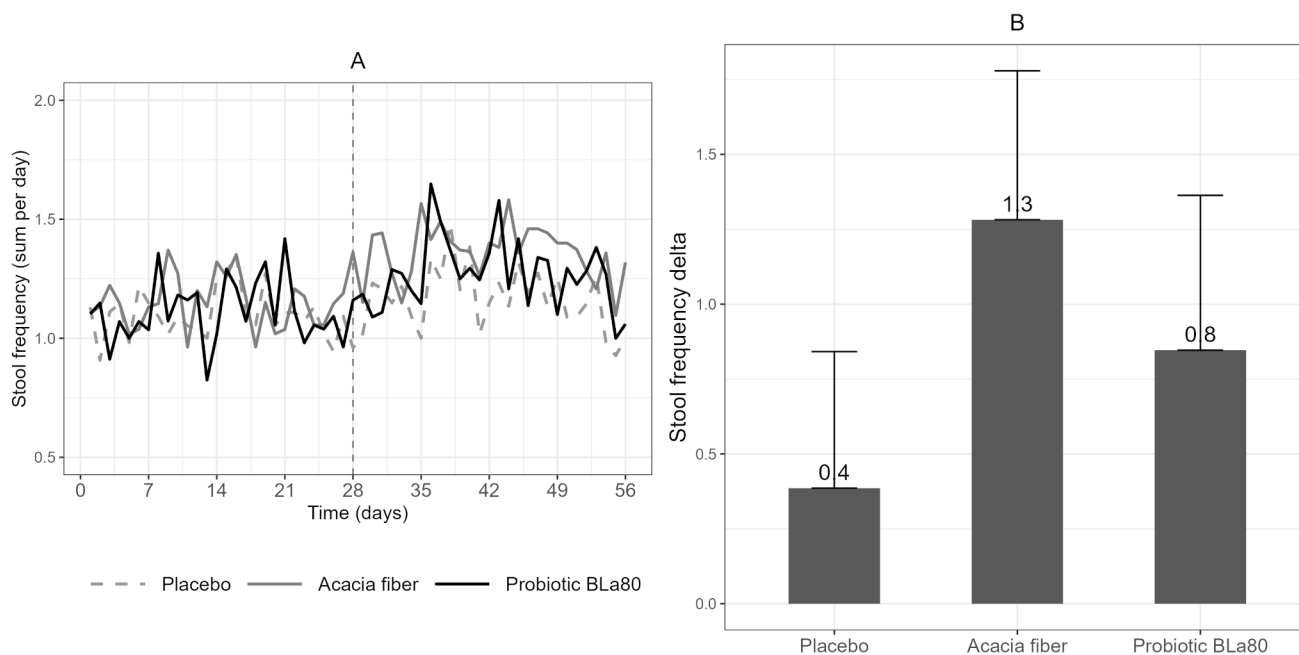 A
Stool frequency (sum per day)
2.0
1.5
1.0
0.5
0 7 14 21 28 35 42 49 56
Time (days)
Placebo Acacia fiber Probiotic BLa80
B
Stool frequency delta
1.5
1.0
0.5
0.0
0.4
1.3
0.8
Placebo Acacia fiber Probiotic BLa80